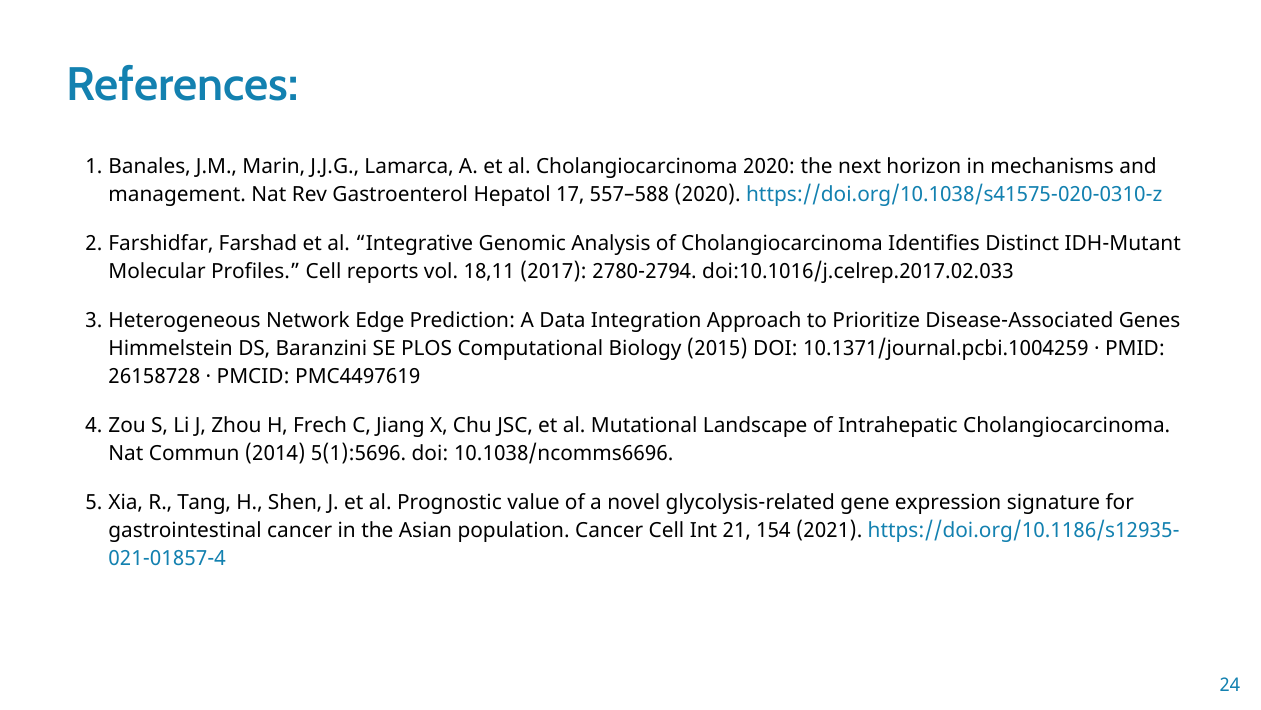 References:
1. Banales, J.M., Marin, J.J.G., Lamarca, A. et al. Cholangiocarcinoma 2020: the next horizon in mechanisms and
management. Nat Rev Gastroenterol Hepatol 17, 557–588 (2020). https://doi.org/10.1038/s41575-020-0310-z
2. Farshidfar, Farshad et al. “Integrative Genomic Analysis of Cholangiocarcinoma Identifies Distinct IDH-Mutant
Molecular Profiles.” Cell reports vol. 18,11 (2017): 2780-2794. doi:10.1016/j.celrep.2017.02.033
3. Heterogeneous Network Edge Prediction: A Data Integration Approach to Prioritize Disease-Associated Genes
Himmelstein DS, Baranzini SE PLOS Computational Biology (2015) DOI: 10.1371/journal.pcbi.1004259 · PMID:
26158728 · PMCID: PMC4497619
4. Zou S, Li J, Zhou H, Frech C, Jiang X, Chu JSC, et al. Mutational Landscape of Intrahepatic Cholangiocarcinoma.
Nat Commun (2014) 5(1):5696. doi: 10.1038/ncomms6696.
5. Xia, R., Tang, H., Shen, J. et al. Prognostic value of a novel glycolysis-related gene expression signature for
gastrointestinal cancer in the Asian population. Cancer Cell Int 21, 154 (2021). https://doi.org/10.1186/s12935-
021-01857-4
24